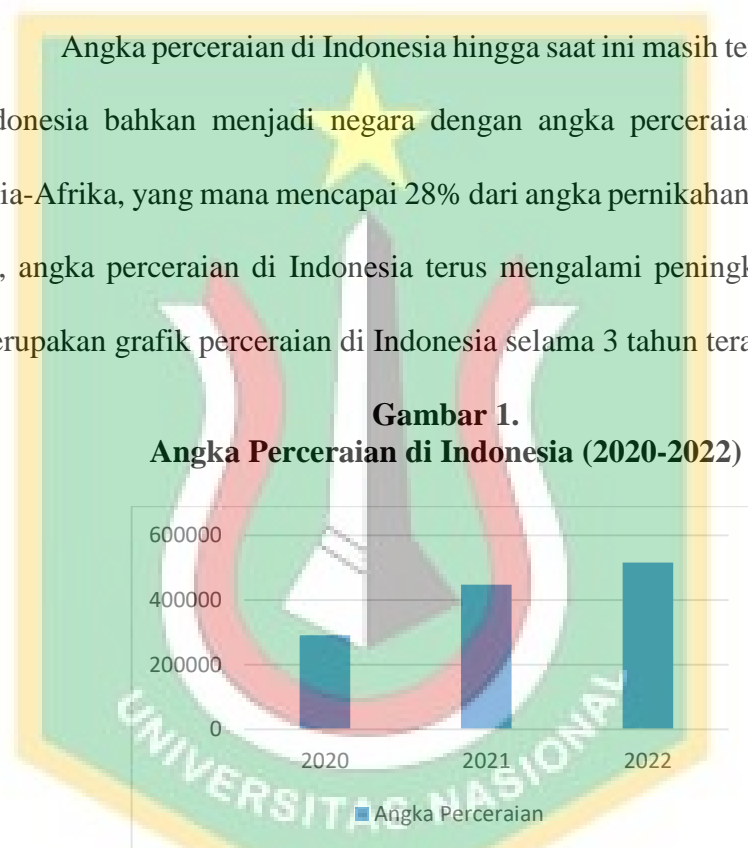 Angka perceraian di Indonesia hingga saat ini masih te
donesia bahkan menjadi negara dengan angka perceraian
ia-Afrika, yang mana mencapai 28% dari angka pernikahan
, angka perceraian di Indonesia terus mengalami peningk
erupakan grafik perceraian di Indonesia selama 3 tahun tera
Gambar 1.
Angka Perceraian di Indonesia (2020-2022)
600000
400000
200000
0
2020 2021 2022
Angka Perceraian
UNIVERSITAS NASIONAL